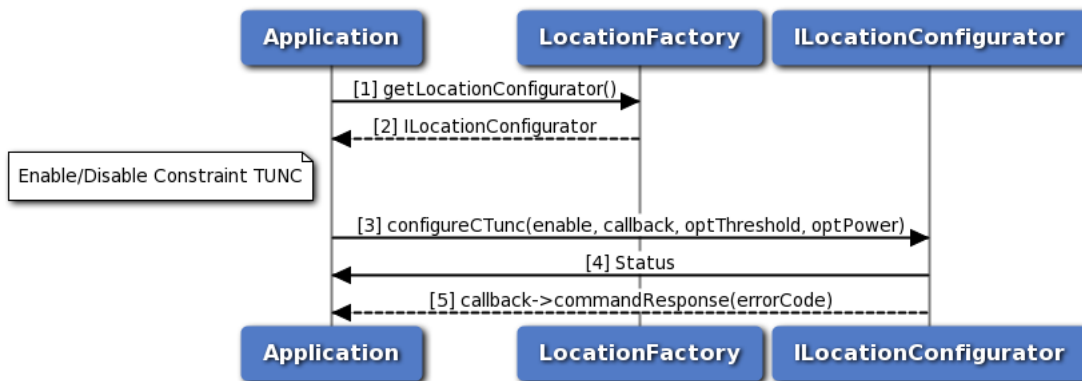 Application
LocationFactory
ILocationConfigurator
[1] getLocationConfigurator()
[2] ILocationConfigurator
Enable/Disable Constraint TUNC
[3] configureCTunc(enable, callback, optThreshold, optPower)
[4] Status
[5] callback->commandResponse(errorCode)
Application
LocationFactory
ILocationConfigurator